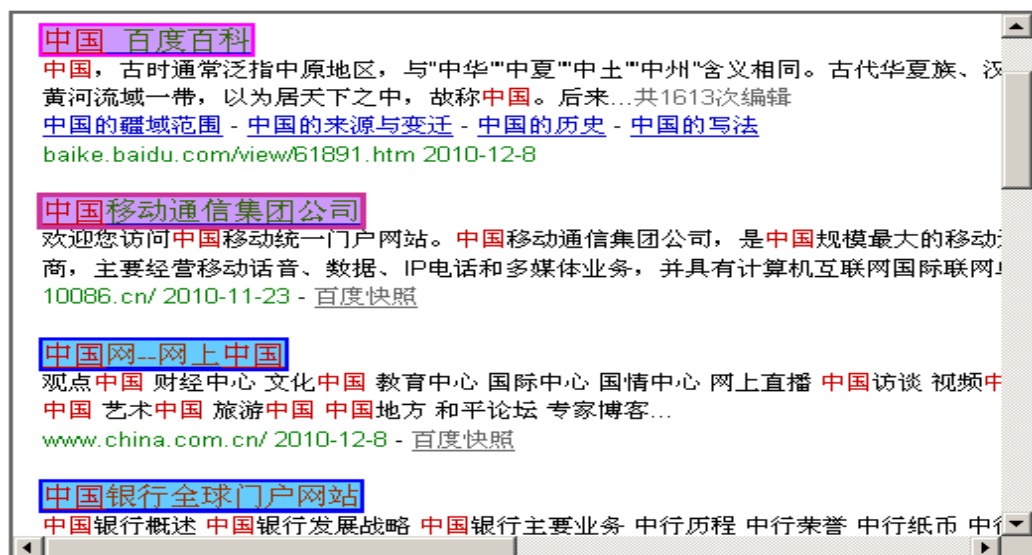 中国_百度百科
中国，古时通常泛指中原地区，与"中华""中夏""中土""中州"含义相同。古代华夏族、汉
黄河流域一带，以为居天下之中，故称中国。后来...共1613次编辑
中国的疆域范围 - 中国的来源与变迁 - 中国的历史 - 中国的写法
baike.baidu.com/view/61891.htm 2010-12-8
中国移动通信集团公司
欢迎您访问中国移动统一门户网站。中国移动通信集团公司，是中国规模最大的移动
商，主要经营移动话音、数据、IP电话和多媒体业务，并具有计算机互联网国际联网
10086.cn/ 2010-11-23 - 百度快照
中国网--网上中国
观点中国 财经中心 文化中国 教育中心 国际中心 国情中心 网上直播 中国访谈 视频中
中国 艺术中国 旅游中国 中国地方 和平论坛 专家博客...
www.china.com.cn/ 2010-12-8 - 百度快照
中国银行全球门户网站
中国银行概述 中国银行发展战略 中国银行主要业务 中行历程 中行荣誉 中行纸币 中行